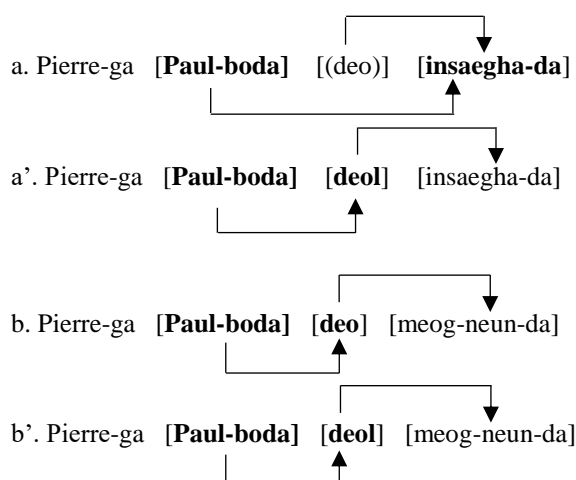 a. Pierre-ga [Paul-boda] [(deo)] [insaegha-da]
a’. Pierre-ga [Paul-boda] [deol] [insaegha-da]
b. Pierre-ga [Paul-boda] [deo] [meog-neun-da]
b’. Pierre-ga [Paul-boda] [deol] [meog-neun-da]